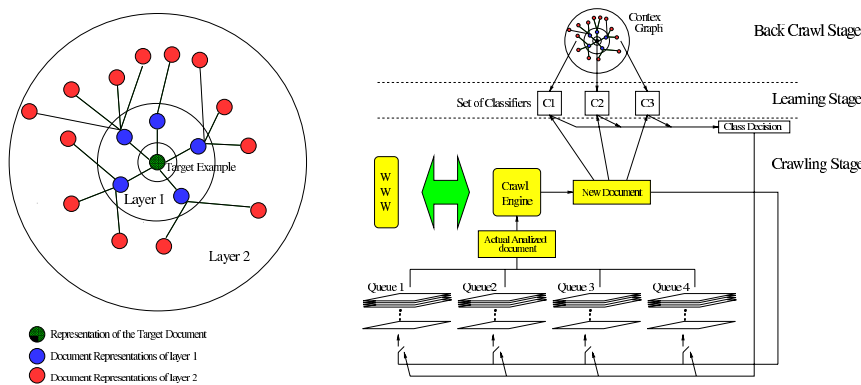 Target Example
Layer 1
Layer 2
Representation of the Target Document
Document Representations of layer 1
Document Representations of layer 2
Contex
Graph
Back Crawl Stage
Set of Classifiers
C1
C2
C3
Learning Stage
Class Decision
Crawling Stage
W
W
W
Crawl
Engine
New Document
Actual Analized
document
Queue 1
Queue2
Queue 3
Queue 4